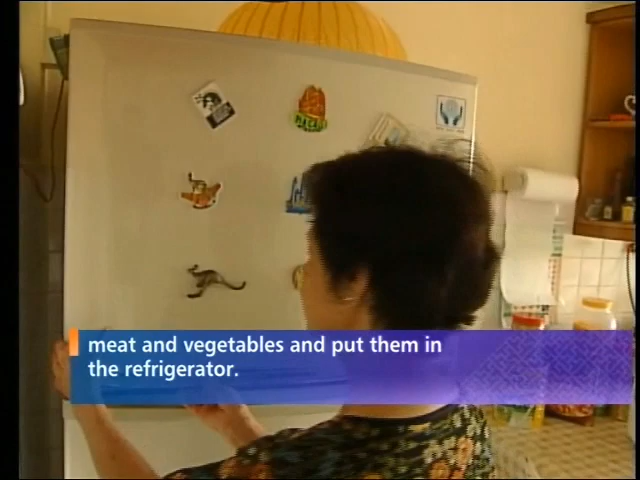 meat and vegetables and put them in
the refrigerator.